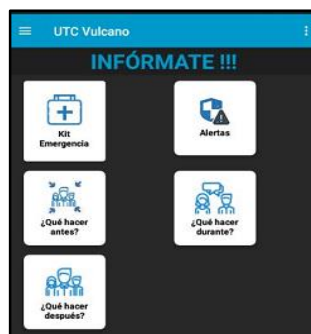 UTC Vulcano
INFÓRMATE !!!
Kit
Emergencia
Alertas
¿Qué hacer
antes?
¿Qué hacer
durante?
¿Qué hacer
después?